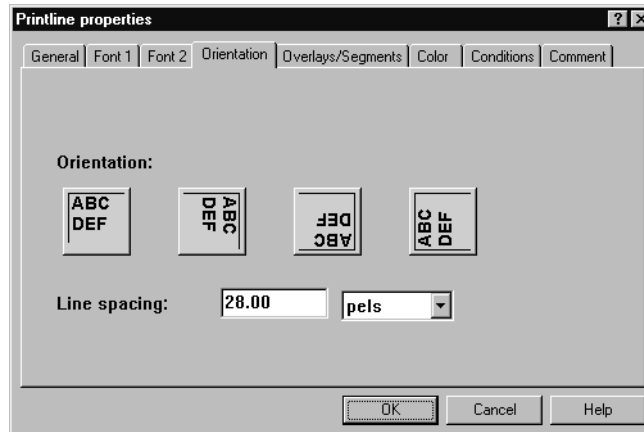 Printline properties
General Font 1 Font 2 Orientation Overlays/Segments Color Conditions Comment
Orientation:
ABC
DEF
ABC
DEF
ABC
DEF
ABC
DEF
Line spacing: 28.00 pels
OK Cancel Help